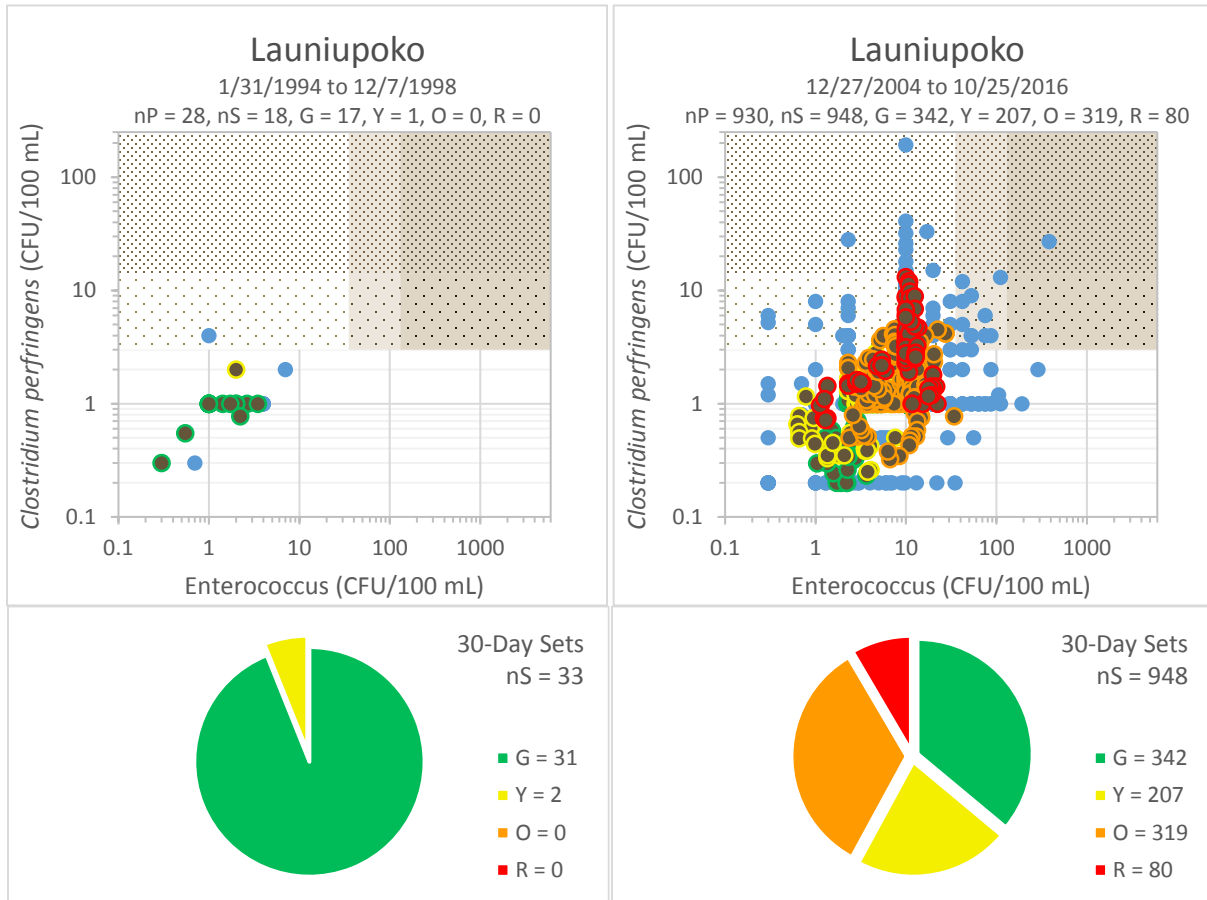 Launiupoko
1/31/1994 to 12/7/1998
nP = 28, nS = 18, G = 17, Y = 1, O = 0, R = 0
Clostridium perfringens (CFU/100 mL)
100
10
1
0.1
0.1 1 10 100 1000
Enterococcus (CFU/100 mL)
Launiupoko
12/27/2004 to 10/25/2016
nP = 930, nS = 948, G = 342, Y = 207, O = 319, R = 80
Clostridium perfringens (CFU/100 mL)
100
10
1
0.1
0.1 1 10 100 1000
Enterococcus (CFU/100 mL)
30-Day Sets
nS = 33
G = 31
Y = 2
O = 0
R = 0
30-Day Sets
nS = 948
G = 342
Y = 207
O = 319
R = 80